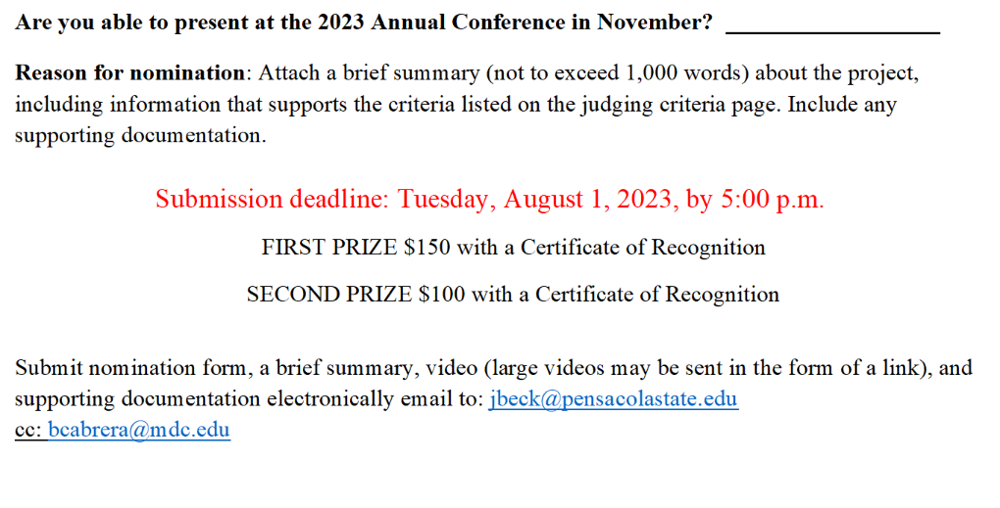 Are you able to present at the 2023 Annual Conference in November? ___________________
Reason for nomination: Attach a brief summary (not to exceed 1,000 words) about the project,
including information that supports the criteria listed on the judging criteria page. Include any
supporting documentation.
Submission deadline: Tuesday, August 1, 2023, by 5:00 p.m.
FIRST PRIZE $150 with a Certificate of Recognition
SECOND PRIZE $100 with a Certificate of Recognition
Submit nomination form, a brief summary, video (large videos may be sent in the form of a link), and
supporting documentation electronically email to: jbeck@pensacolastate.edu
cc: bcabrera@mdc.edu